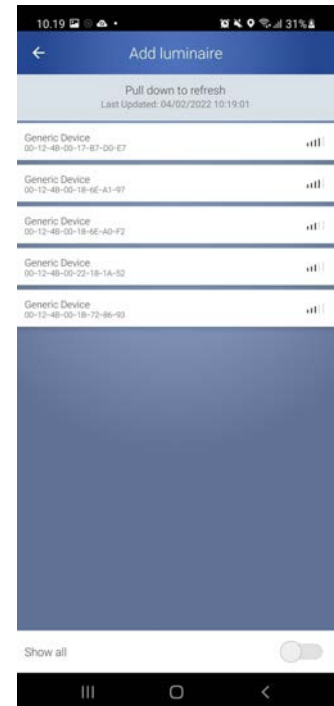 10.19 31%
Add luminaire
Pull down to refresh
Last Updated: 04/02/2022 10:19:01
Generic Device
00-12-4B-00-17-B7-D0-E7
Generic Device
00-12-4B-00-18-6E-A1-97
Generic Device
00-12-4B-00-18-6E-A0-F2
Generic Device
00-12-4B-00-22-18-1A-52
Generic Device
00-12-4B-00-1B-72-86-93
Show all